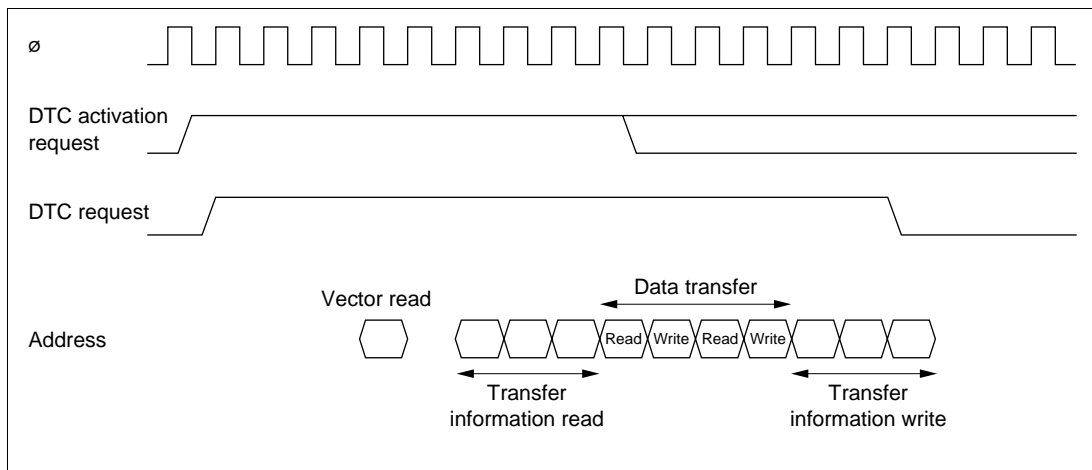 ø
DTC activation
request
DTC request
Data transfer
Vector read
Address
Read Write Read Write
Transfer
information read
Transfer
information write